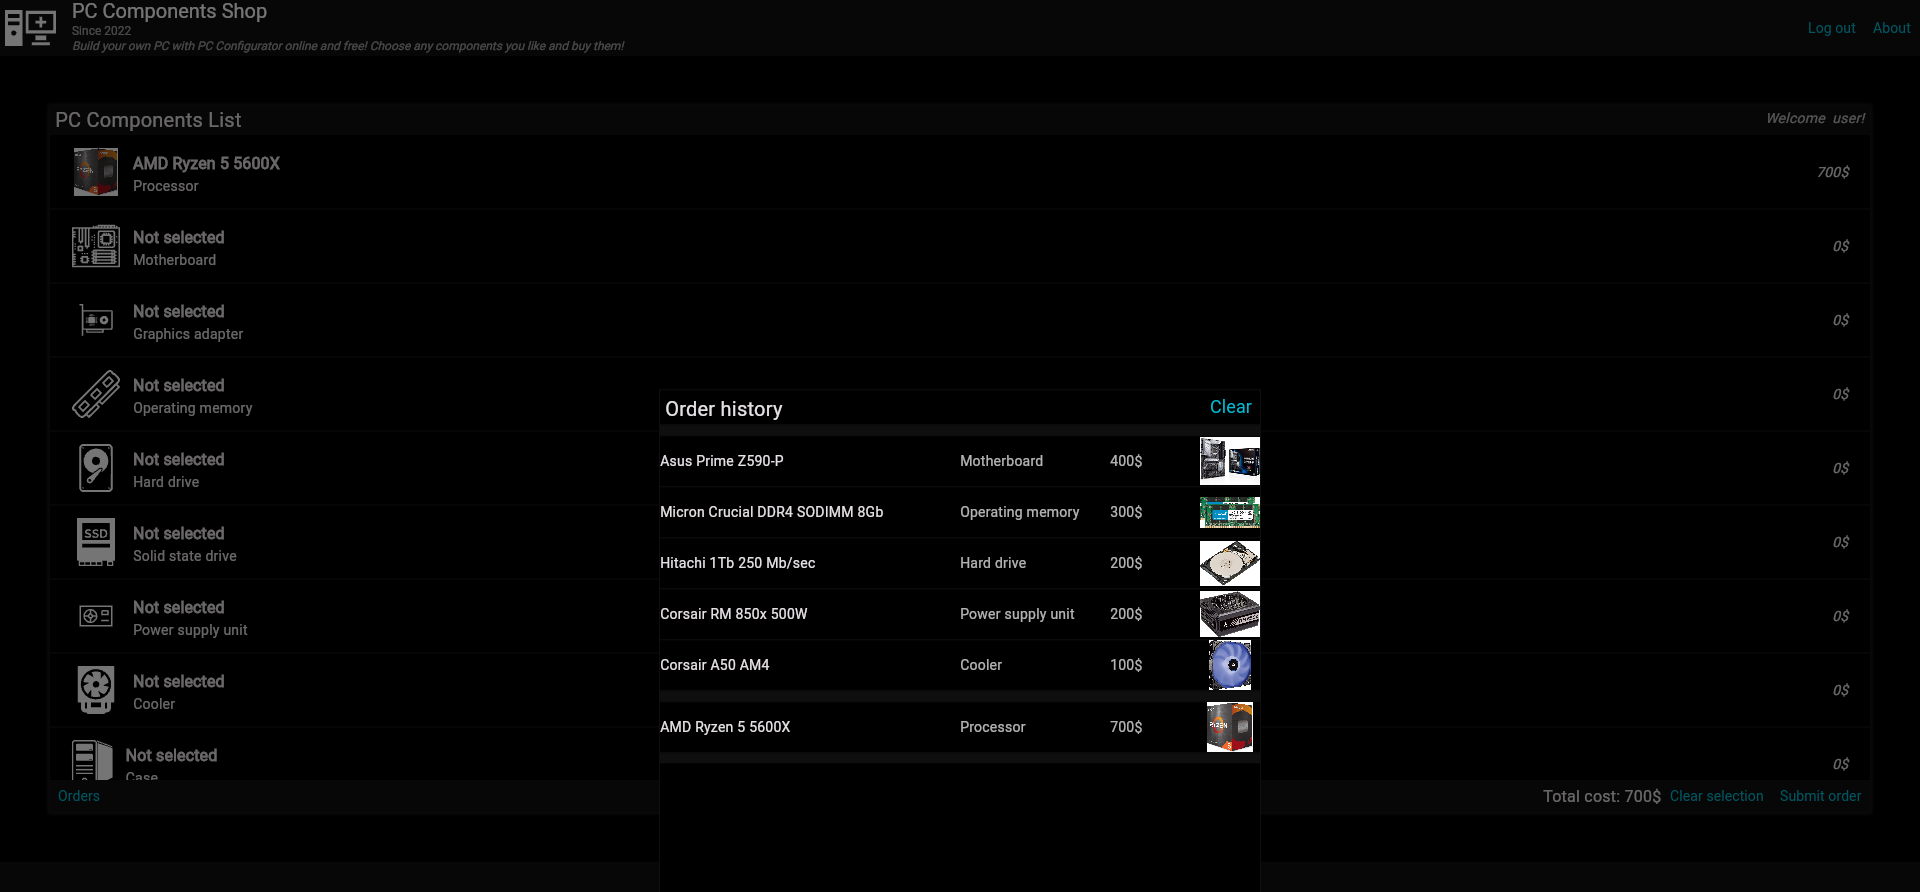 PC Components Shop
Since 2022
Build your own PC with PC Configurator online and free! Choose any components you like and buy them!
Log out About
PC Components List
Welcome user!
AMD Ryzen 5 5600X
Processor
700$
Not selected
Motherboard
0$
Not selected
Graphics adapter
0$
Not selected
Operating memory
0$
Not selected
Hard drive
0$
SSD
Not selected
Solid state drive
0$
Not selected
Power supply unit
0$
Not selected
Cooler
0$
Not selected
Case
0$
Orders
Total cost: 700$ Clear selection Submit order
Order history
Clear
Asus Prime Z590-P Motherboard 400$
Micron Crucial DDR4 SODIMM 8Gb Operating memory 300$
Hitachi 1Tb 250 Mb/sec Hard drive 200$
Corsair RM 850x 500W Power supply unit 200$
Corsair A50 AM4 Cooler 100$
AMD Ryzen 5 5600X Processor 700$
RYZEN